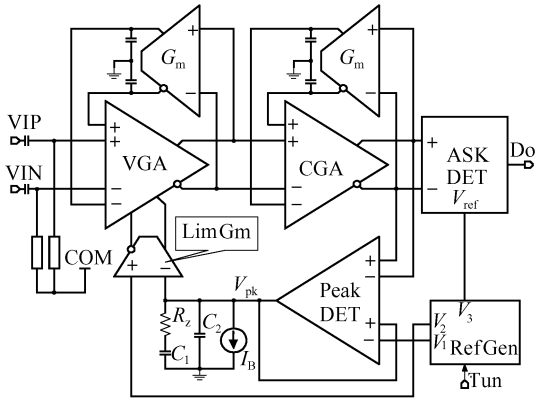 Gm
Gm
+
−
+
−
VIP
VIN
+
+
−
−
VGA
+
+
−
−
CGA
+
−
ASK
DET
Vref
Do
LimGm
COM
+
−
Vpk
Rz
C1
C2
IB
Peak
DET
+
−
+
−
V3
V2
V1
RefGen
Tun